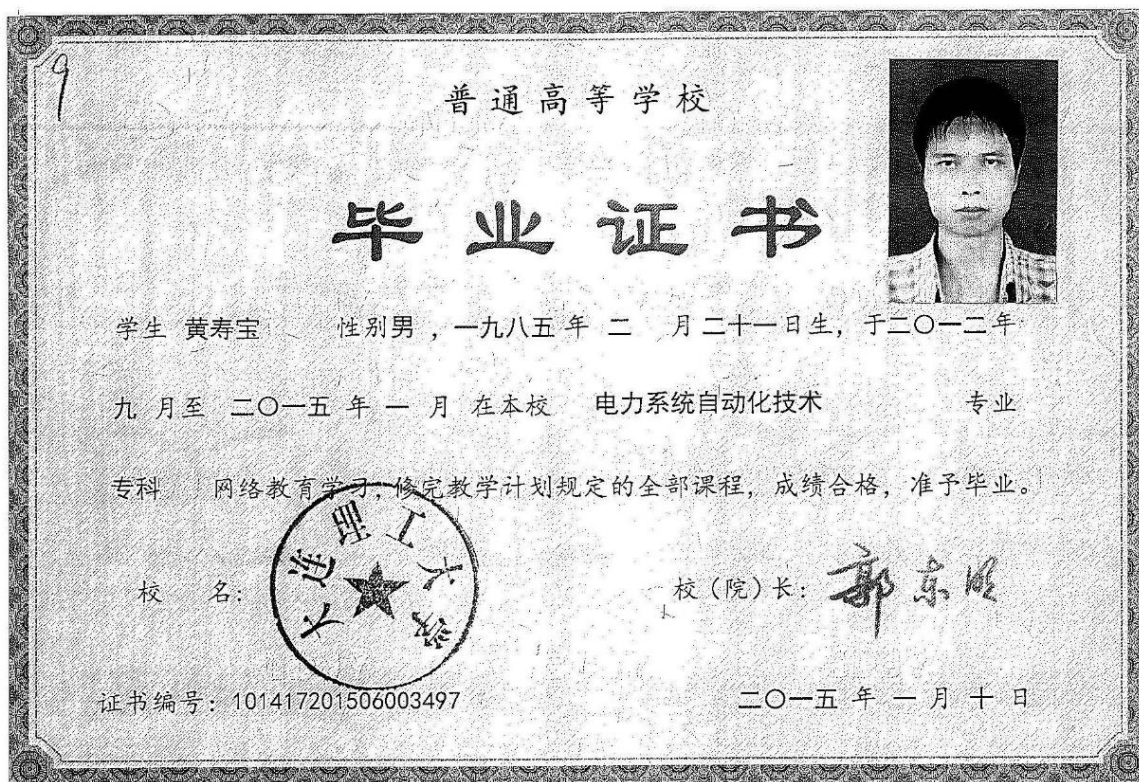 9
普通高等学校
毕业证书
学生 黄寿宝 性别男，一九八五年 二 月二十一日生，于二〇一二年
九 月至 二〇一五 年 一 月 在本校 电力系统自动化技术 专业
专科 网络教育学习，修完教学计划规定的全部课程，成绩合格，准予毕业。
校 名：
大连理工大学
校（院）长：郭东明
证书编号：101417201506003497
二〇一五 年 一 月 十 日